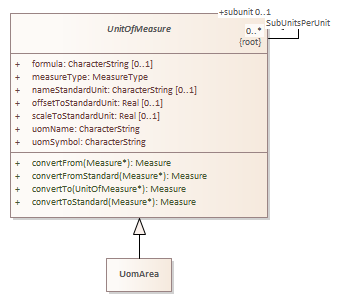 +subunit 0..1
UnitOfMeasure
SubUnitsPerUnit
0..*
{root}
+ formula: CharacterString [0..1]
+ measureType: MeasureType
+ nameStandardUnit: CharacterString [0..1]
+ offsetToStandardUnit: Real [0..1]
+ scaleToStandardUnit: Real [0..1]
+ uomName: CharacterString
+ uomSymbol: CharacterString
+ convertFrom(Measure*): Measure
+ convertFromStandard(Measure*): Measure
+ convertTo(UnitOfMeasure*): Measure
+ convertToStandard(Measure*): Measure
UomArea